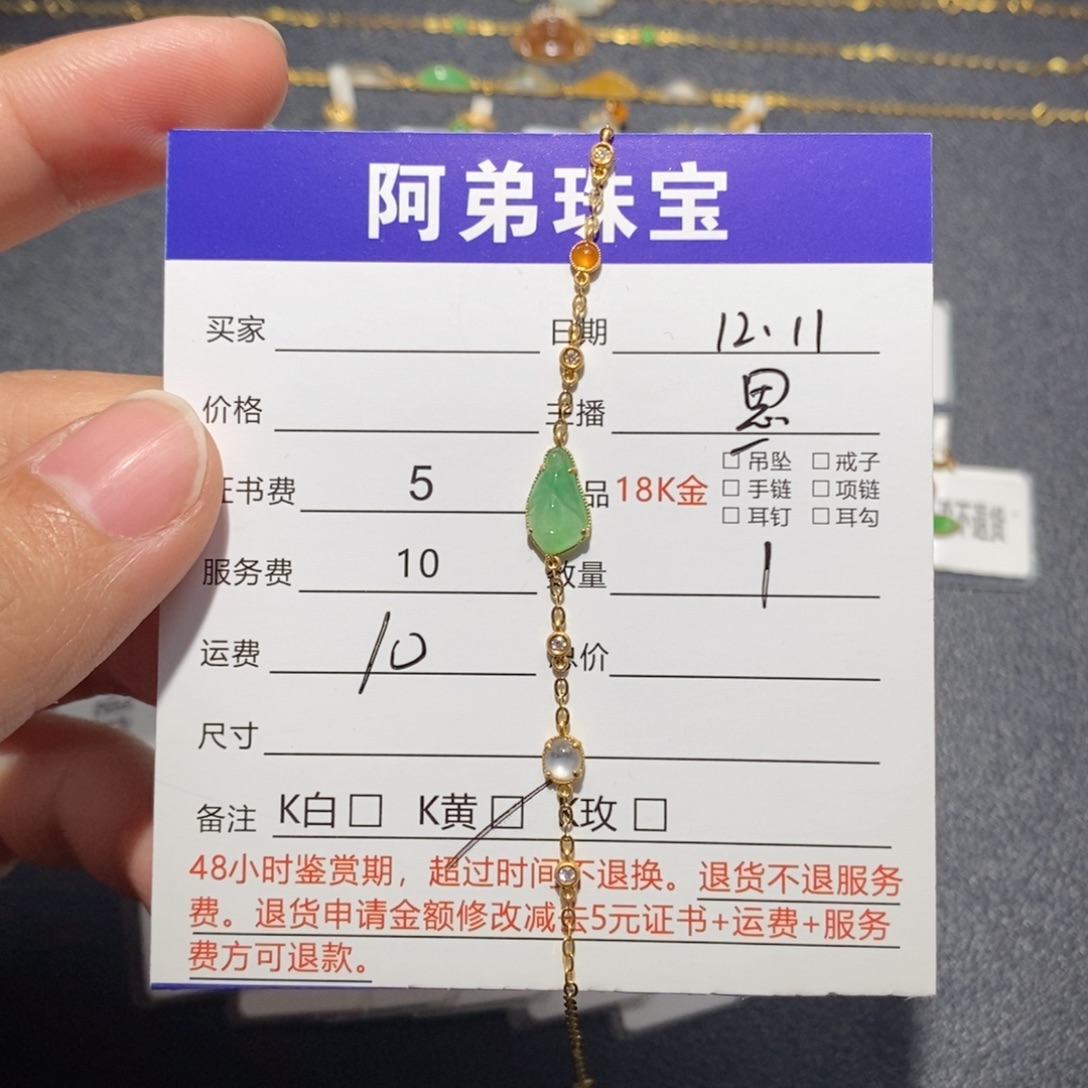 阿弟珠宝
买家 日期 12.11
价格 主播 恩
证书费 5 品 18K金 □ 吊坠 □ 戒子
□ 手链 □ 项链
□ 耳钉 □ 耳勾
服务费 10 数量 1
运费 10 总价
尺寸
备注 K白 □ K黄 □ K玫 □
48小时鉴赏期，超过时间不退换。退货不退服务
费。退货申请金额修改减去5元证书+运费+服务
费方可退款。
不退货